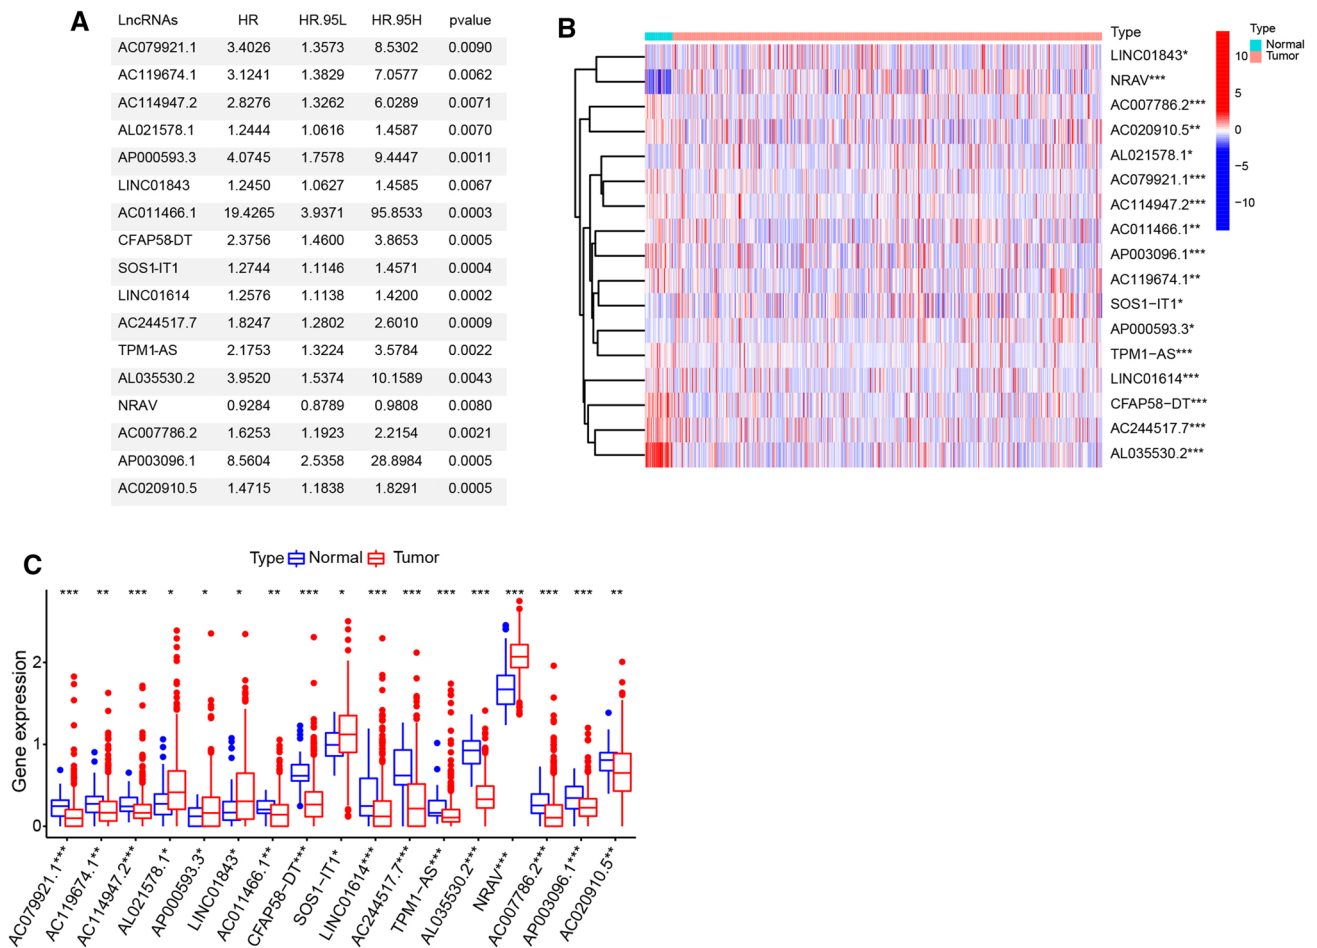 A
LncRNAs HR HR.95L HR.95H pvalue
AC079921.1 3.4026 1.3573 8.5302 0.0090
AC119674.1 3.1241 1.3829 7.0577 0.0062
AC114947.2 2.8276 1.3262 6.0289 0.0071
AL021578.1 1.2444 1.0616 1.4587 0.0070
AP000593.3 4.0745 1.7578 9.4447 0.0011
LINC01843 1.2450 1.0627 1.4585 0.0067
AC011466.1 19.4265 3.9371 95.8533 0.0003
CFAP58-DT 2.3756 1.4600 3.8653 0.0005
SOS1-IT1 1.2744 1.1146 1.4571 0.0004
LINC01614 1.2576 1.1138 1.4200 0.0002
AC244517.7 1.8247 1.2802 2.6010 0.0009
TPM1-AS 2.1753 1.3224 3.5784 0.0022
AL035530.2 3.9520 1.5374 10.1589 0.0043
NRAV 0.9284 0.8789 0.9808 0.0080
AC007786.2 1.6253 1.1923 2.2154 0.0021
AP003096.1 8.5604 2.5358 28.8984 0.0005
AC020910.5 1.4715 1.1838 1.8291 0.0005
B
Type
LINC01843*
NRAV***
AC007786.2***
AC020910.5**
AL021578.1*
AC079921.1***
AC114947.2***
AC011466.1**
AP003096.1***
AC119674.1**
SOS1−IT1*
AP000593.3*
TPM1−AS***
LINC01614***
CFAP58−DT***
AC244517.7***
AL035530.2***
10
5
0
−5
−10
Type
Normal
Tumor
C
Type Normal Tumor
*** ** *** * * * ** *** * *** *** *** *** *** *** *** **
Gene expression
2
1
0
AC079921.1***
AC119674.1**
AC114947.2***
AL021578.1*
AP000593.3*
LINC01843*
AC011466.1**
CFAP58−DT***
SOS1−IT1*
LINC01614***
AC244517.7***
TPM1−AS***
AL035530.2***
NRAV***
AC007786.2***
AP003096.1***
AC020910.5**